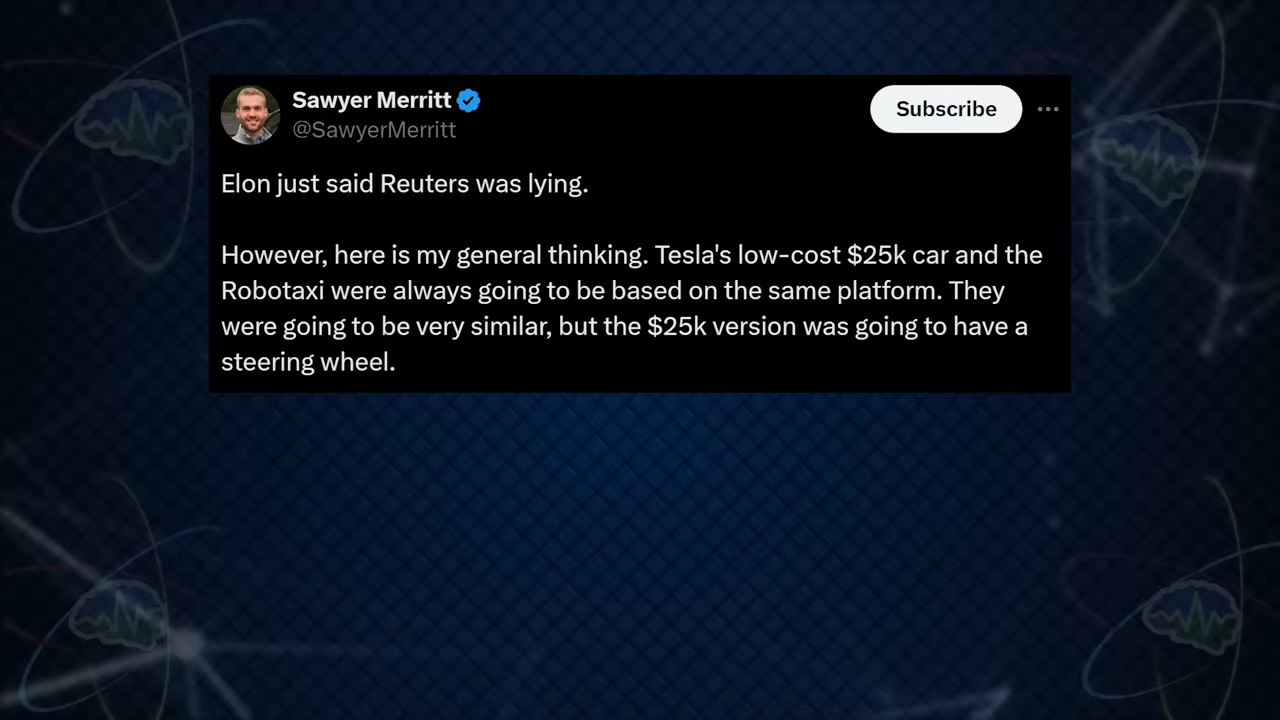 Sawyer Merritt
Subscribe
@SawyerMerritt
Elon just said Reuters was lying.
However, here is my general thinking. Tesla's low-cost $25k car and the
Robotaxi were always going to be based on the same platform. They
were going to be very similar, but the $25k version was going to have a
steering wheel.